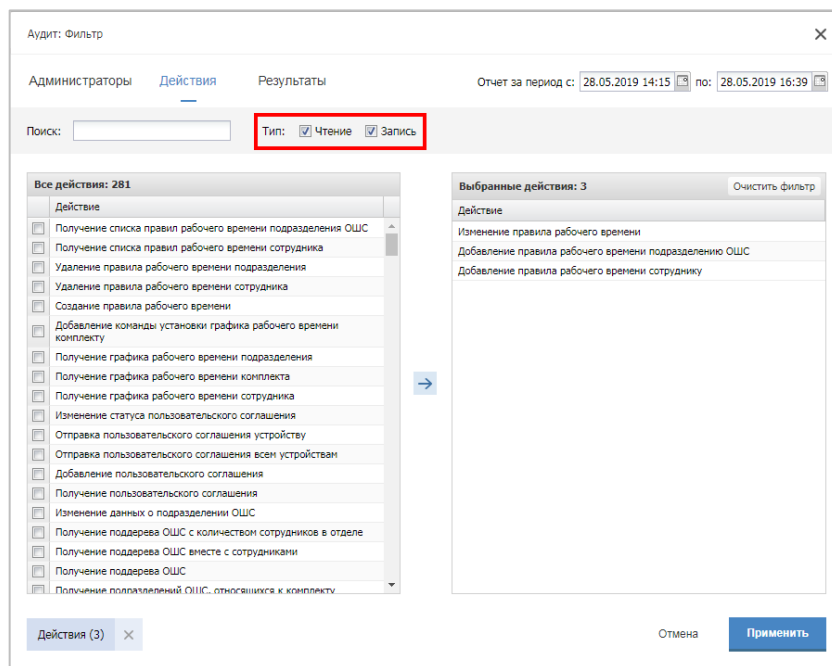 Аудит: Фильтр
Администраторы Действия Результаты Отчет за период с: 28.05.2019 14:15 по: 28.05.2019 16:39
Поиск: Тип: Чтение Запись
Все действия: 281
Действие
Получение списка правил рабочего времени подразделения ОШС
Получение списка правил рабочего времени сотрудника
Удаление правила рабочего времени подразделения
Удаление правила рабочего времени сотрудника
Создание правила рабочего времени
Добавление команды установки графика рабочего времени
комплекту
Получение графика рабочего времени подразделения
Получение графика рабочего времени комплекта
Получение графика рабочего времени сотрудника
Изменение статуса пользовательского соглашения
Отправка пользовательского соглашения устройству
Отправка пользовательского соглашения всем устройствам
Добавление пользовательского соглашения
Получение пользовательского соглашения
Изменение данных о подразделении ОШС
Получение поддерева ОШС с количеством сотрудников в отделе
Получение поддерева ОШС вместе с сотрудниками
Получение поддерева ОШС
Получение подразделений ОШС, относящихся к комплекту
Выбранные действия: 3 Очистить фильтр
Действие
Изменение правила рабочего времени
Добавление правила рабочего времени подразделению ОШС
Добавление правила рабочего времени сотруднику
Действия (3) Отмена Применить